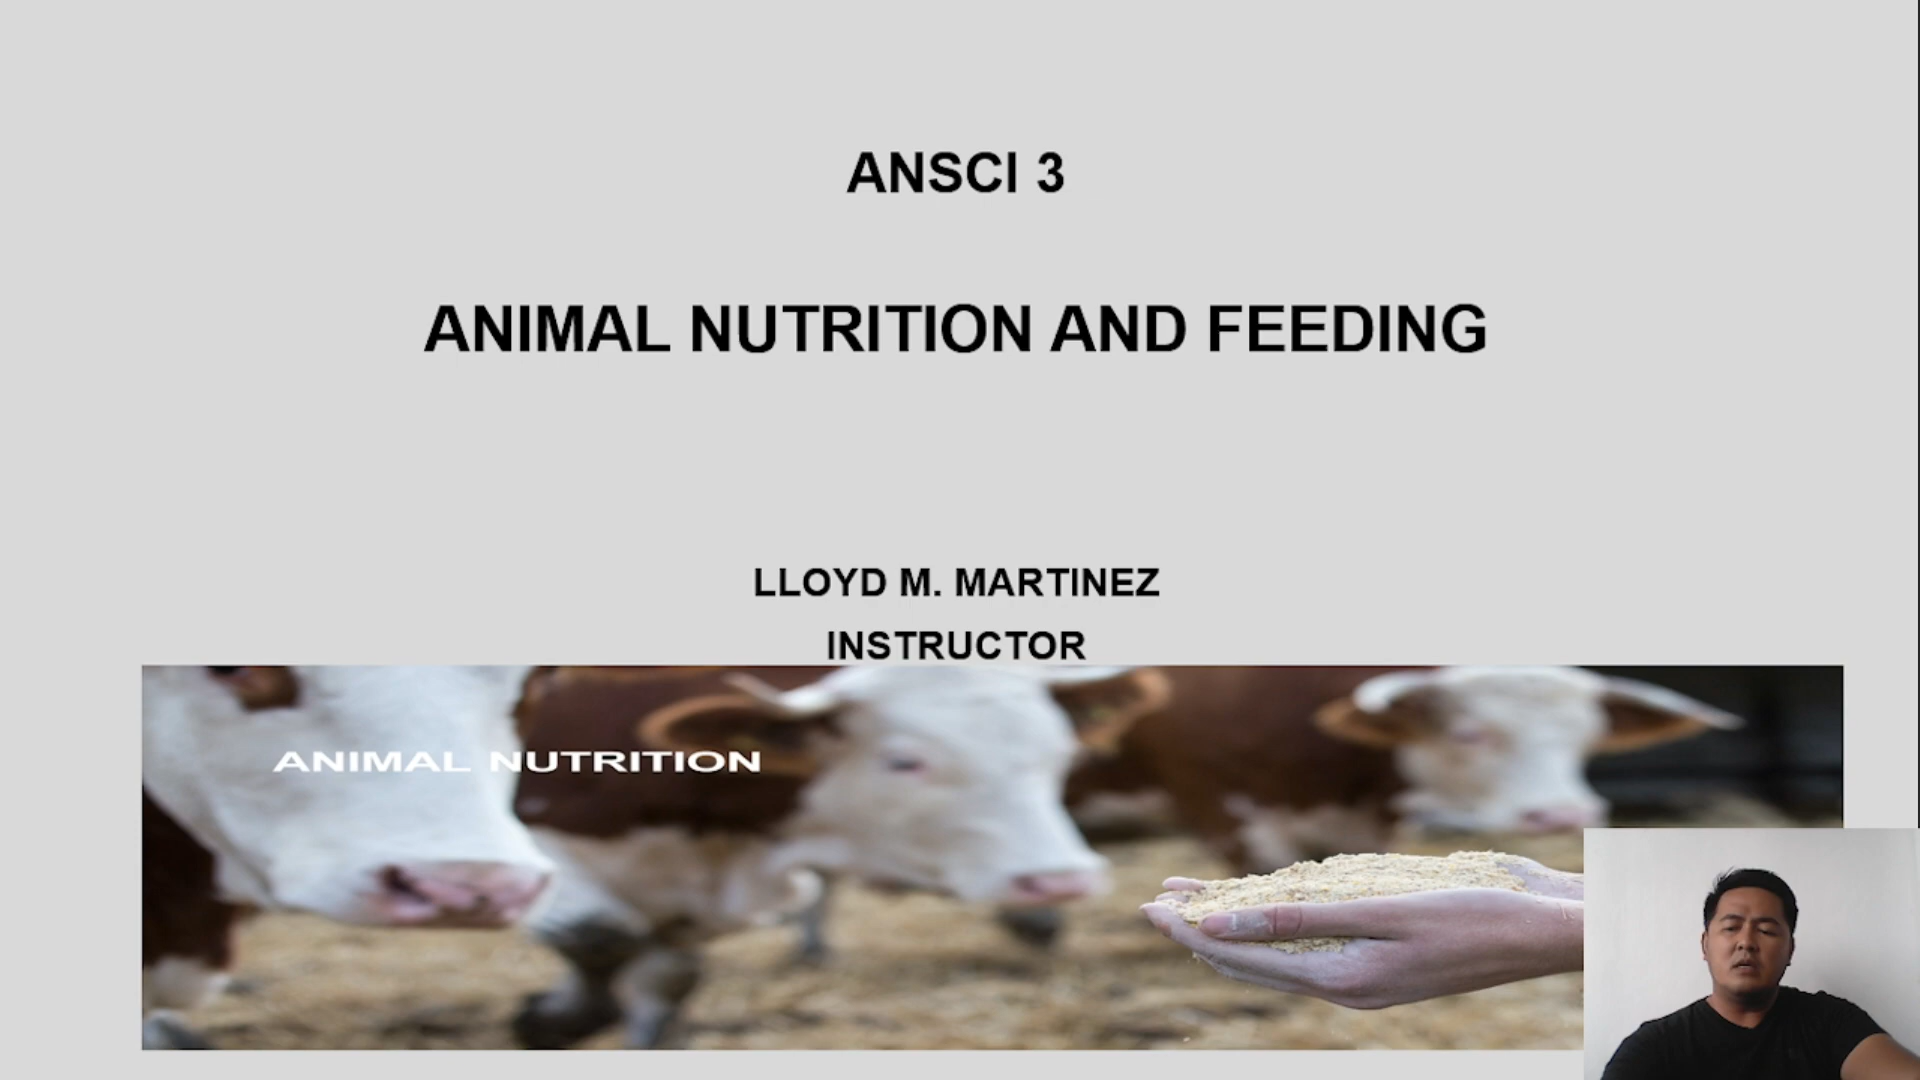 ANSCI 3
ANIMAL NUTRITION AND FEEDING
LLOYD M. MARTINEZ
INSTRUCTOR
ANIMAL NUTRITION